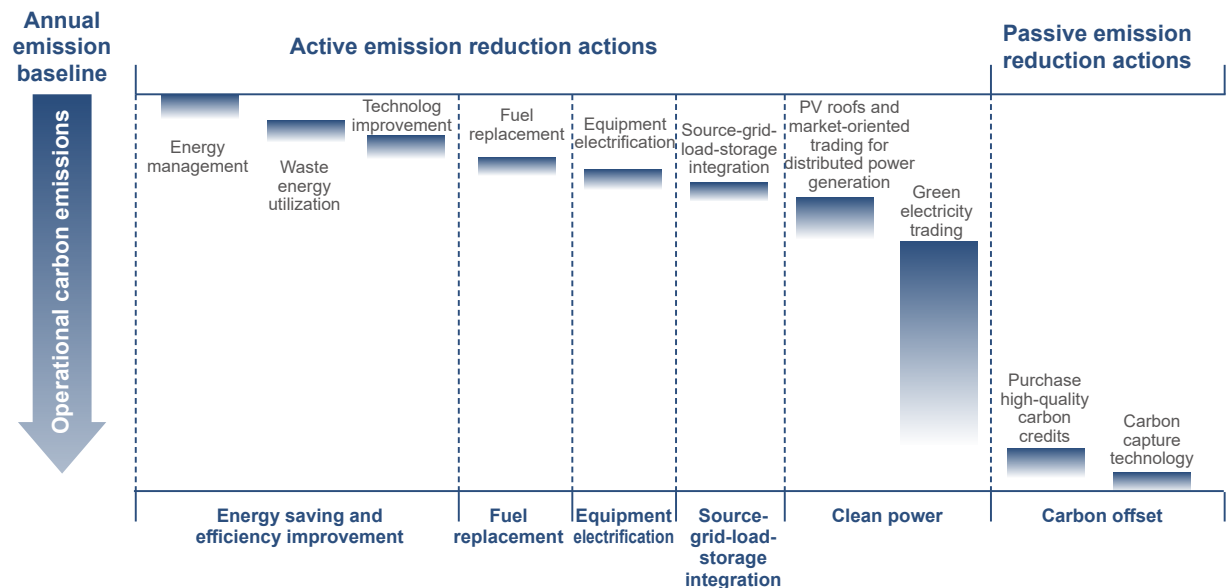 Annual
emission
baseline
Operational carbon emissions
Active emission reduction actions
Passive emission
reduction actions
Energy
management
Waste
energy
utilization
Technolog
improvement
Fuel
replacement
Equipment
electrification
Source-grid-
load-storage
integration
PV roofs and
market-oriented
trading for
distributed power
generation
Green
electricity
trading
Purchase
high-quality
carbon
credits
Carbon
capture
technology
Energy saving and
efficiency improvement
Fuel
replacement
Equipment
electrification
Source-
grid-load-
storage
integration
Clean power
Carbon offset